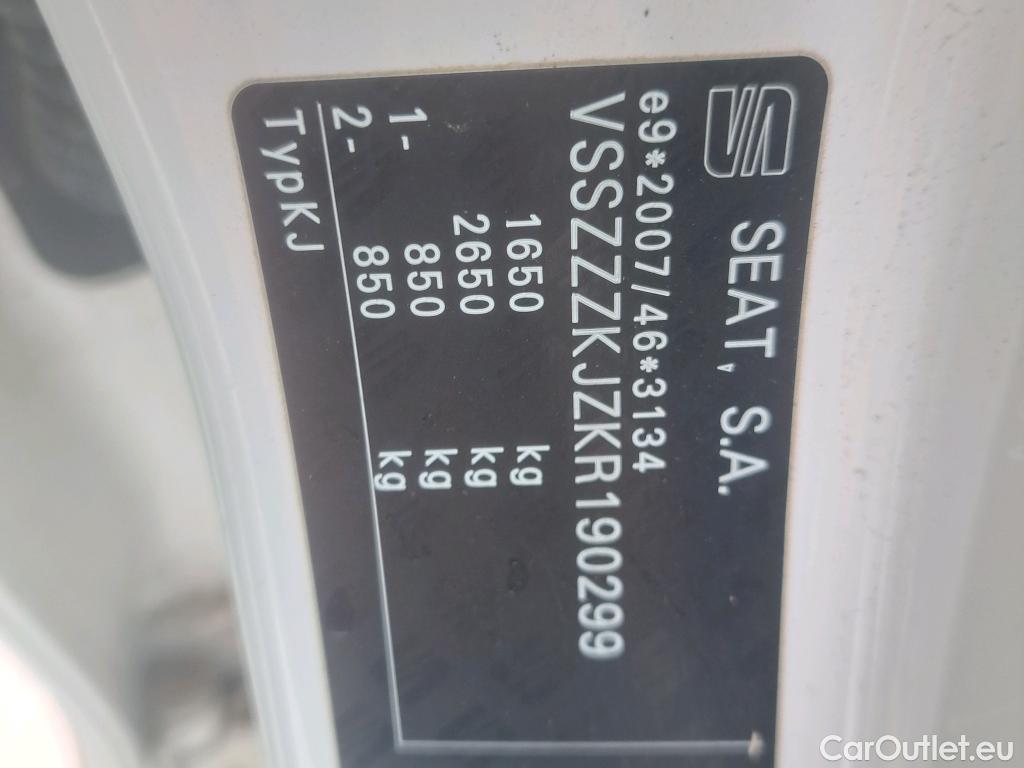 SEAT, S.A.
e9*2007/46*3134
VSSZZZKJZKR190299
1650 kg
2650 kg
1- 850 kg
2- 850 kg
TypKJ
CarOutlet.eu